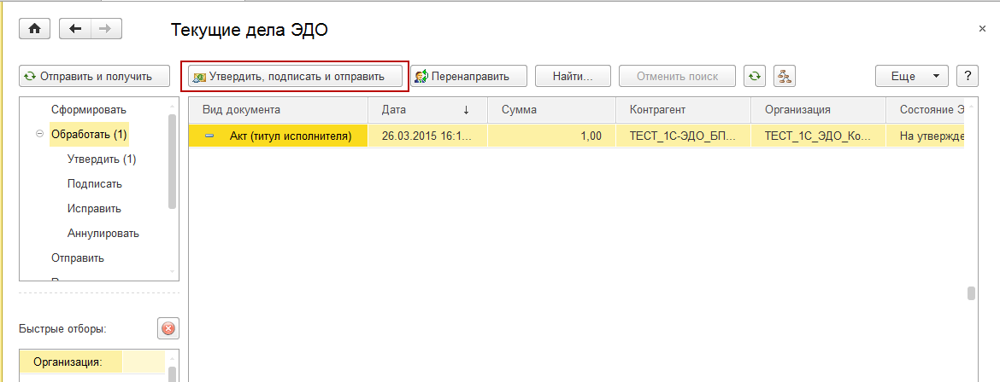 Текущие дела ЭДО
×
Отправить и получить
Утвердить, подписать и отправить
Перенаправить
Найти...
Отменить поиск
Еще
?
Сформировать
Обработать (1)
Утвердить (1)
Подписать
Исправить
Аннулировать
Отправить
Вид документа Дата ↓ Сумма Контрагент Организация Состояние Э
Акт (титул исполнителя) 26.03.2015 16:1... 1,00 ТЕСТ_1С-ЭДО_БП... ТЕСТ_1С_ЭДО_Ко... На утвержде
Быстрые отборы:
Организация: